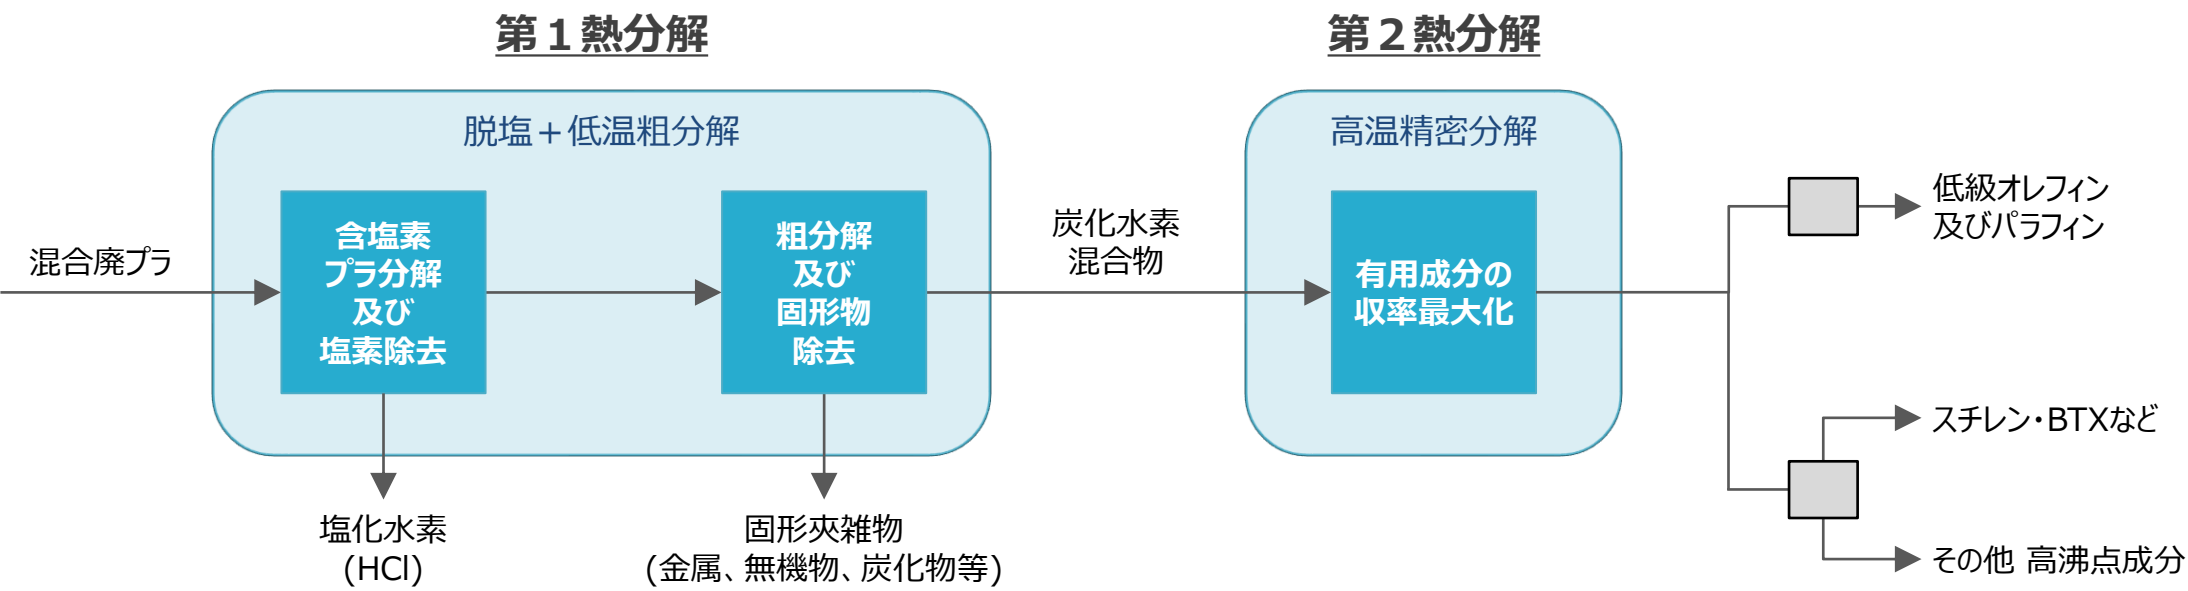 第１熱分解
第２熱分解
脱塩＋低温粗分解
高温精密分解
混合廃プラ
含塩素
プラ分解
及び
塩素除去
粗分解
及び
固形物
除去
炭化水素
混合物
有用成分の
収率最大化
低級オレフィン
及びパラフィン
スチレン・BTXなど
その他 高沸点成分
塩化水素
(HCl)
固形夾雑物
(金属、無機物、炭化物等)